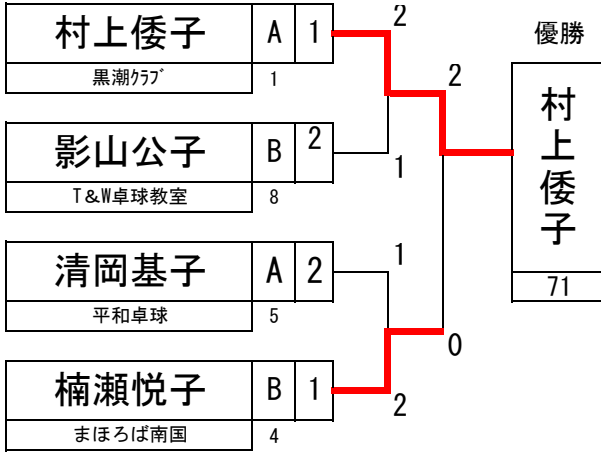 村上倭子 A 1
黒潮ｸﾗﾌﾞ 1
2
2
優勝
影山公子 B 2
T&W卓球教室 8
1
村上倭子
71
清岡基子 A 2
平和卓球 5
1
0
楠瀬悦子 B 1
まほろば南国 4
2